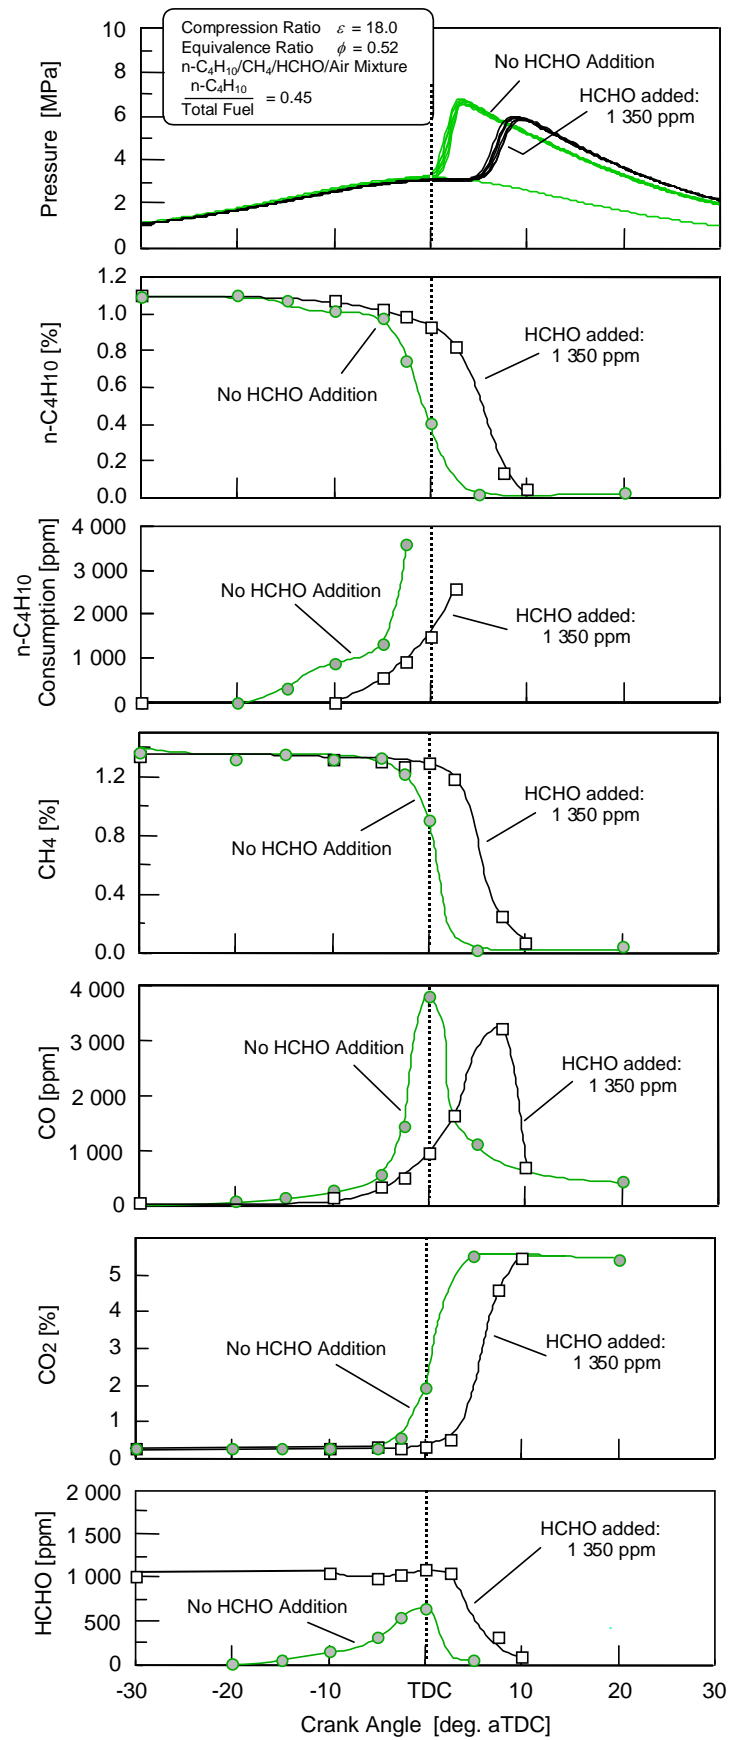 Compression Ratio ε = 18.0
Equivalence Ratio ϕ = 0.52
n-C4H10/CH4/HCHO/Air Mixture
n-C4H10
Total Fuel
= 0.45
Pressure [MPa]
10
8
6
4
2
0
No HCHO Addition
HCHO added:
1 350 ppm
n-C4H10 [%]
1.2
1.0
0.8
0.6
0.4
0.2
0.0
HCHO added:
1 350 ppm
No HCHO Addition
n-C4H10
Consumption [ppm]
4 000
3 000
2 000
1 000
0
No HCHO Addition
HCHO added:
1 350 ppm
CH4 [%]
1.2
0.8
0.4
0.0
HCHO added:
1 350 ppm
No HCHO Addition
CO [ppm]
4 000
3 000
2 000
1 000
0
No HCHO Addition
HCHO added:
1 350 ppm
CO2 [%]
5
4
3
2
1
0
No HCHO Addition
HCHO added:
1 350 ppm
HCHO [ppm]
2 000
1 500
1 000
500
0
HCHO added:
1 350 ppm
No HCHO Addition
-30 -20 -10 TDC 10 20 30
Crank Angle [deg. aTDC]